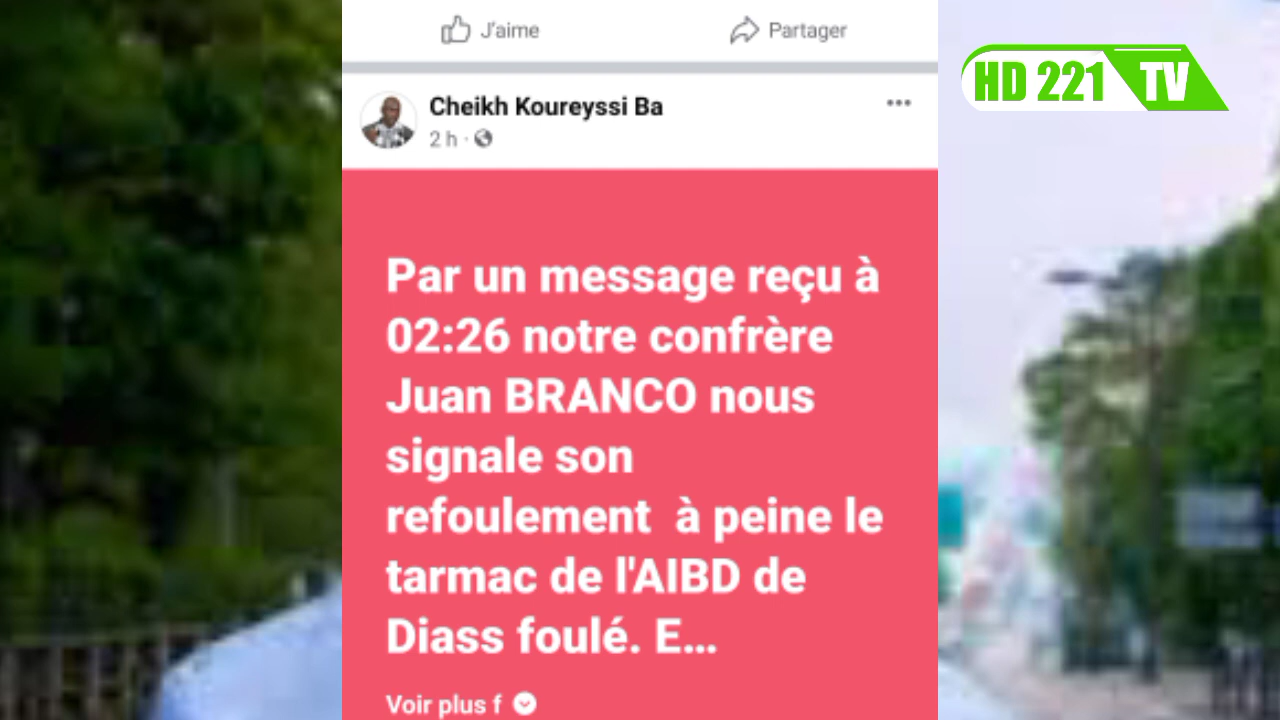 J'aime
Partager
HD 221 TV
Cheikh Koureyssi Ba
2 h ·
Par un message reçu à
02:26 notre confrère
Juan BRANCO nous
signale son
refoulement  à peine le
tarmac de l'AIBD de
Diass foulé. E...
Voir plus f